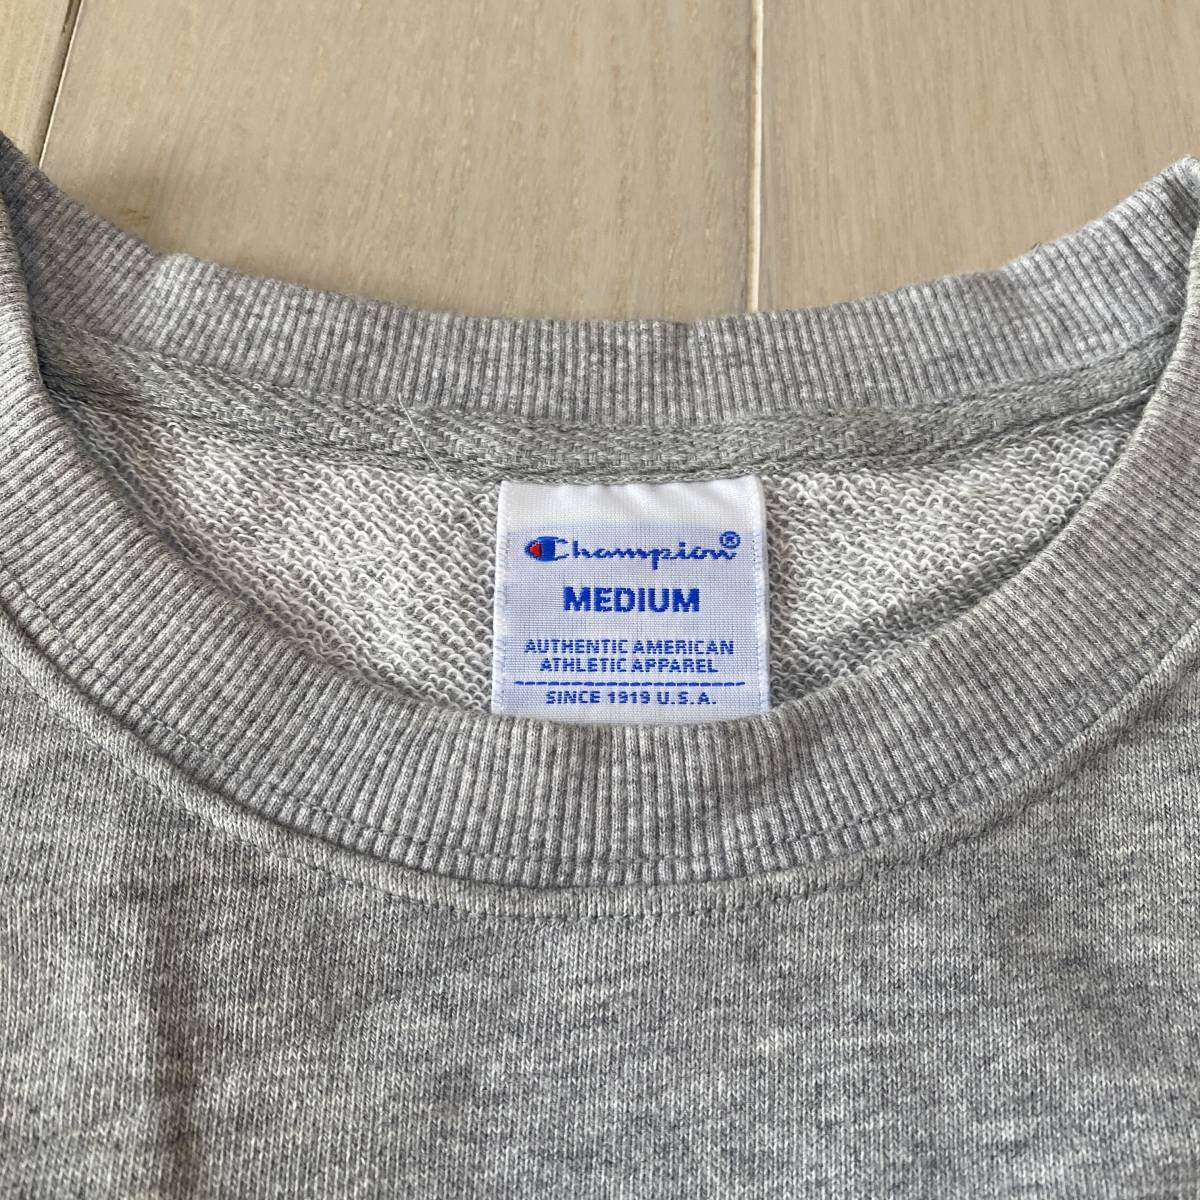 Champion®
MEDIUM
AUTHENTIC AMERICAN
ATHLETIC APPAREL
SINCE 1919 U.S.A.